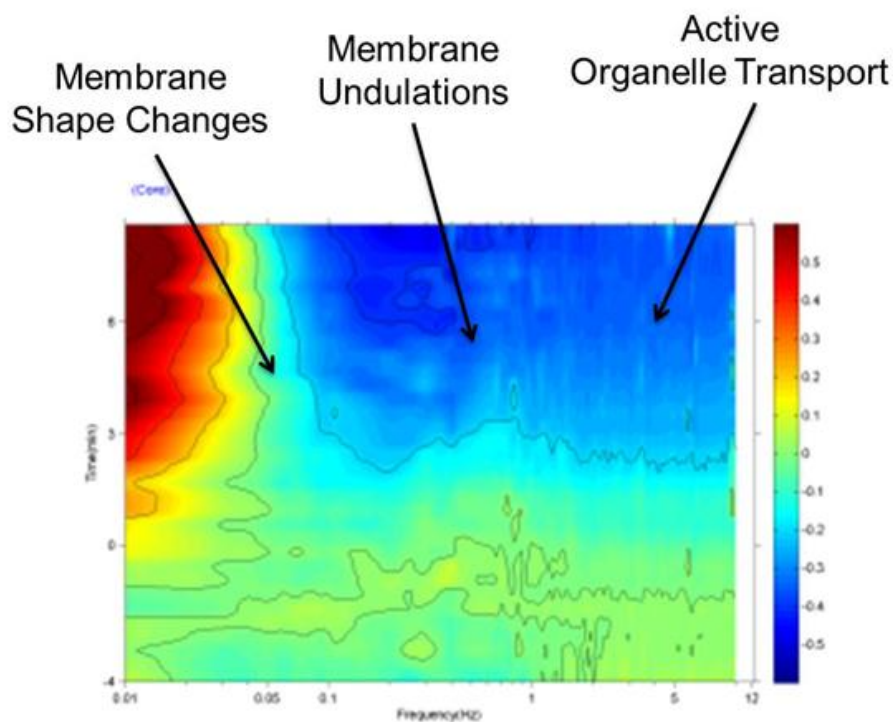 Membrane
Shape Changes
Membrane
Undulations
Active
Organelle Transport
(Core)
0.5
0.4
0.3
0.2
0.1
0
-0.1
-0.2
-0.3
-0.4
-0.5
Time(min)
6
3
0
-4
0.01
0.05
0.1
1
5
Frequency(Hz)